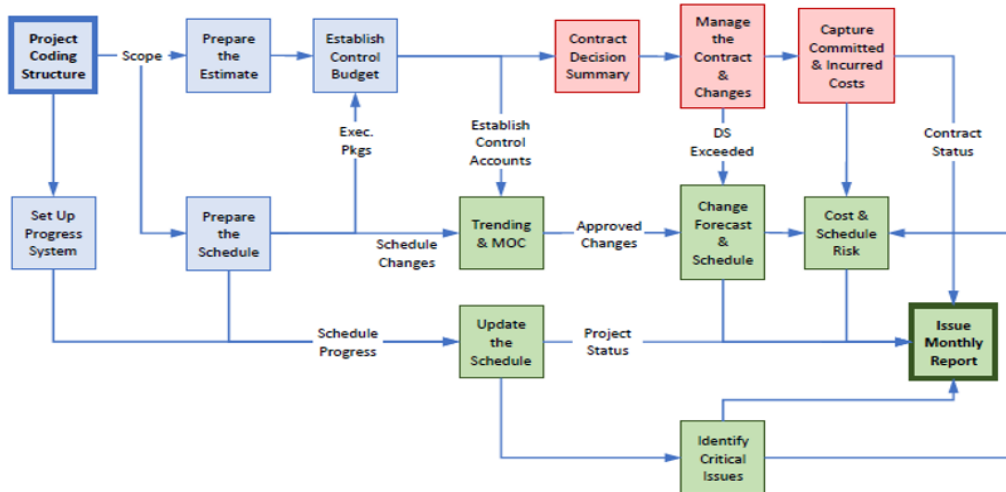 Project
Coding
Structure
Scope
Prepare
the
Estimate
Establish
Control
Budget
Contract
Decision
Summary
Manage
the
Contract
&
Changes
Capture
Committed
& Incurred
Costs
Exec.
Pkgs
Establish
Control
Accounts
DS
Exceeded
Contract
Status
Set Up
Progress
System
Prepare
the
Schedule
Schedule
Changes
Trending
& MOC
Approved
Changes
Change
Forecast
&
Schedule
Cost &
Schedule
Risk
Schedule
Progress
Update
the
Schedule
Project
Status
Issue
Monthly
Report
Identify
Critical
Issues